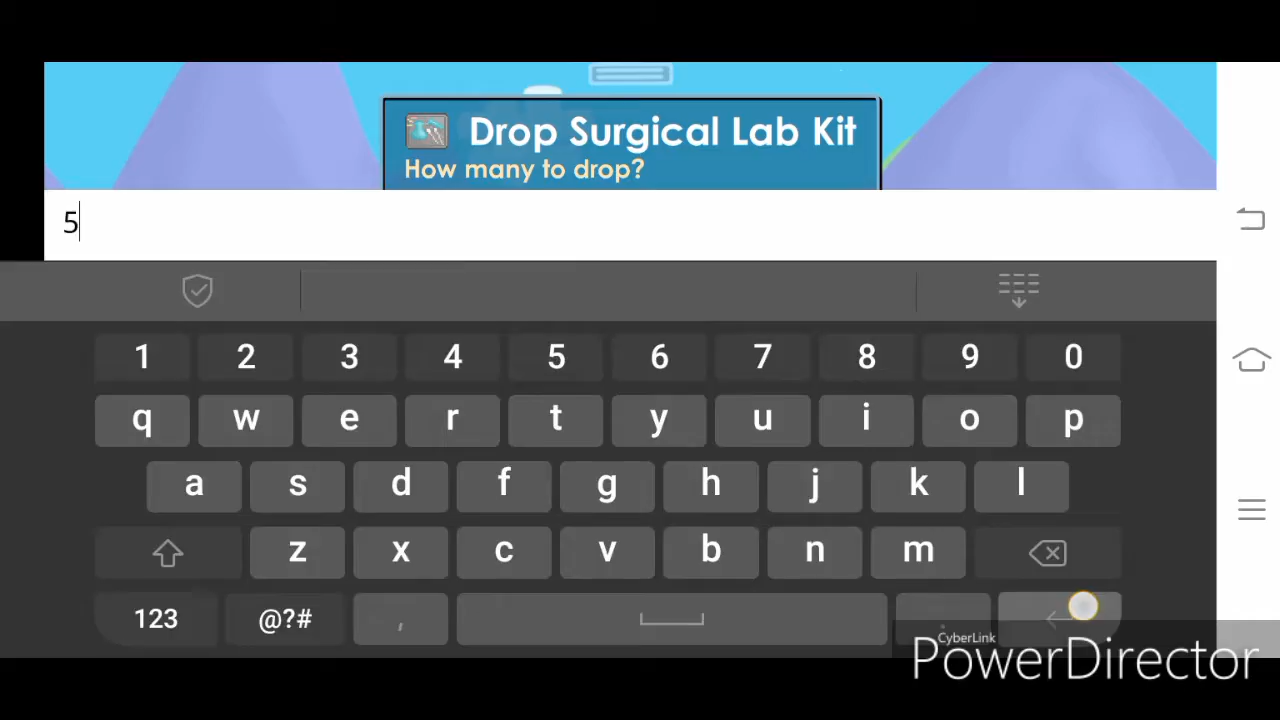 Drop Surgical Lab Kit
How many to drop?
5
1 2 3 4 5 6 7 8 9 0
q w e r t y u i o p
a s d f g h j k l
z x c v b n m
123 @?# , .
CyberLink
PowerDirector